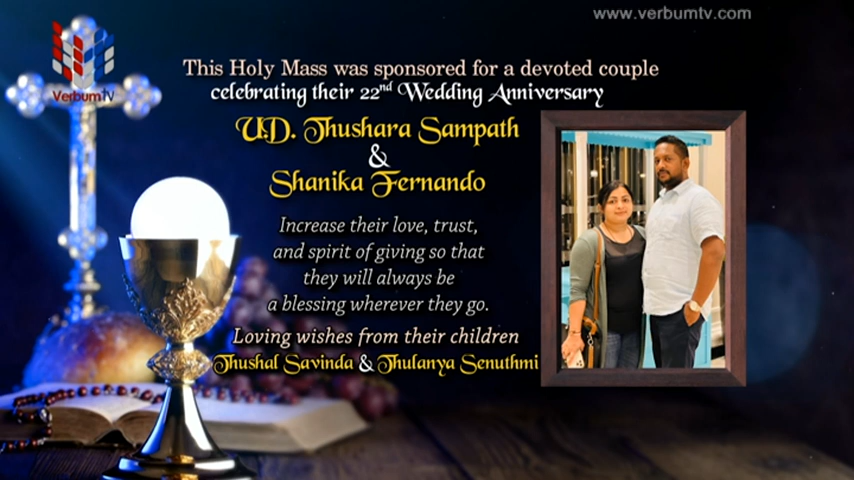 www.verbumtv.com
VerbumTV
This Holy Mass was sponsored for a devoted couple
celebrating their 22nd Wedding Anniversary
U.D. Thushara Sampath
&
Shanika Fernando
Increase their love, trust,
and spirit of giving so that
they will always be
a blessing wherever they go.
Loving wishes from their children
Thushal Savinda & Thulanya Senuthmi